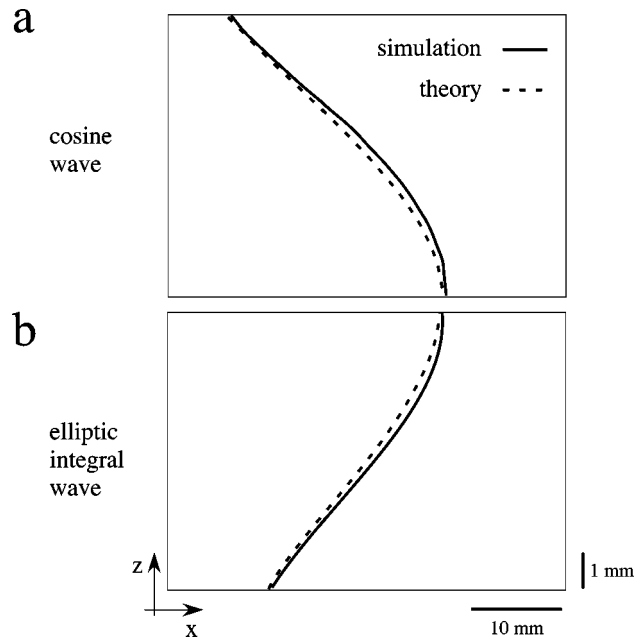 a
simulation
theory
cosine
wave
b
elliptic
integral
wave
z
x
1 mm
10 mm